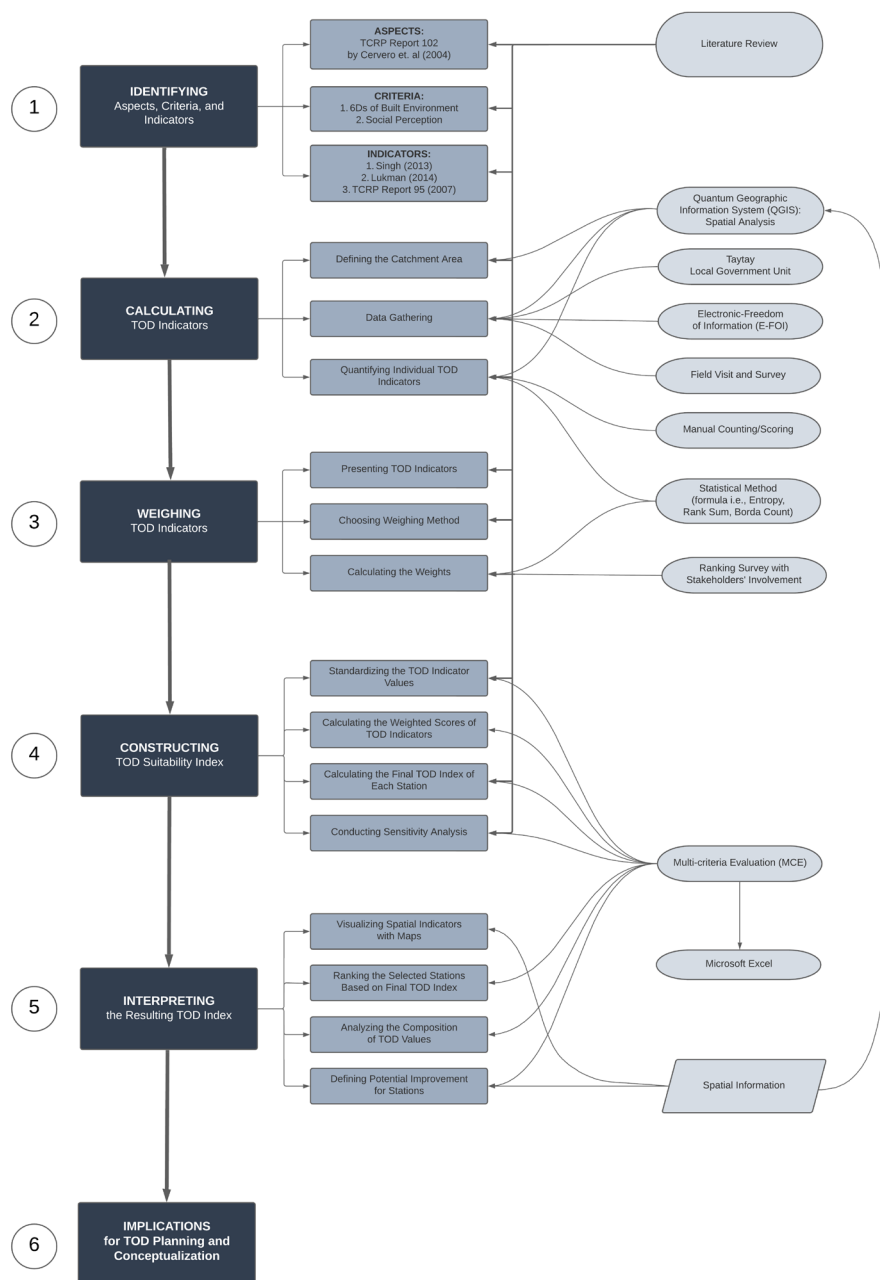 1
IDENTIFYING
Aspects, Criteria, and
Indicators
ASPECTS:
TCRP Report 102
by Cervero et. al (2004)
CRITERIA:
1. 6Ds of Built Environment
2. Social Perception
INDICATORS:
1. Singh (2013)
2. Lukman (2014)
3. TCRP Report 95 (2007)
Literature Review
2
CALCULATING
TOD Indicators
Defining the Catchment Area
Data Gathering
Quantifying Individual TOD
Indicators
Quantum Geographic
Information System (QGIS):
Spatial Analysis
Taytay
Local Government Unit
Electronic-Freedom
of Information (E-FOI)
Field Visit and Survey
Manual Counting/Scoring
3
WEIGHING
TOD Indicators
Presenting TOD Indicators
Choosing Weighing Method
Calculating the Weights
Statistical Method
(formula i.e., Entropy,
Rank Sum, Borda Count)
Ranking Survey with
Stakeholders' Involvement
4
CONSTRUCTING
TOD Suitability Index
Standardizing the TOD Indicator
Values
Calculating the Weighted Scores of
TOD Indicators
Calculating the Final TOD Index of
Each Station
Conducting Sensitivity Analysis
Multi-criteria Evaluation (MCE)
Microsoft Excel
5
INTERPRETING
the Resulting TOD Index
Visualizing Spatial Indicators
with Maps
Ranking the Selected Stations
Based on Final TOD Index
Analyzing the Composition
of TOD Values
Defining Potential Improvement
for Stations
Spatial Information
6
IMPLICATIONS
for TOD Planning and
Conceptualization